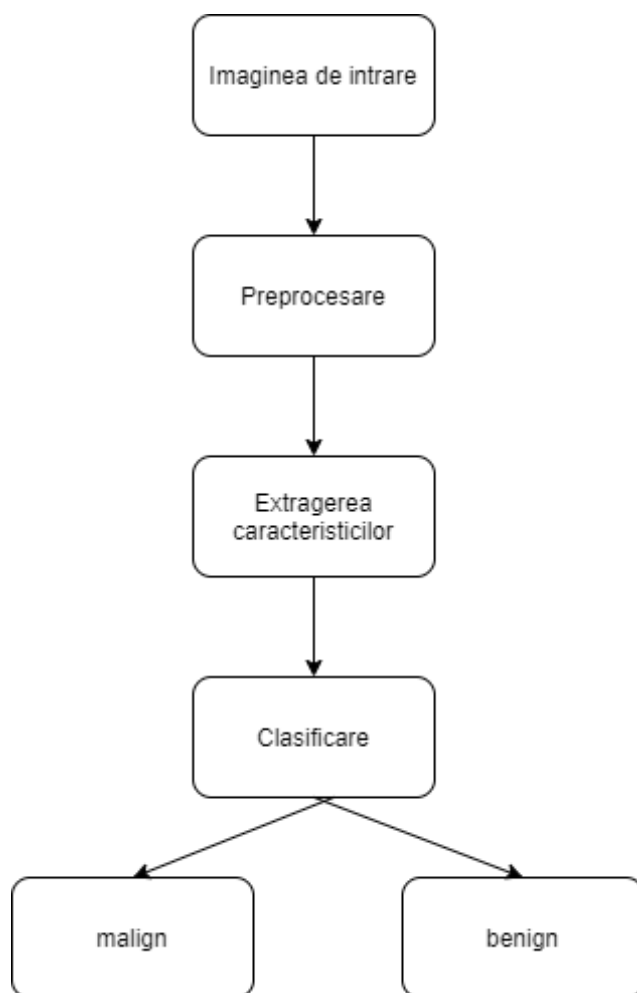 Imaginea de intrare
Preprocesare
Extragerea
caracteristicilor
Clasificare
malign
benign